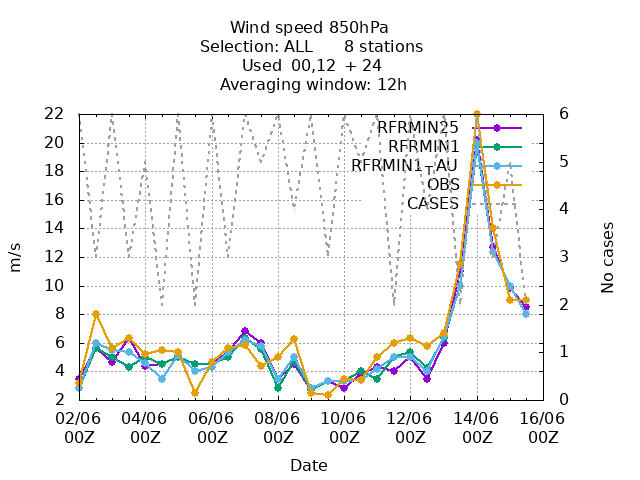 Wind speed 850hPa
Selection: ALL 8 stations
Used 00,12 + 24
Averaging window: 12h
22
20
18
16
14
12
10
8
6
4
2
m/s
6
5
4
3
2
1
0
No cases
RFRMIN25
RFRMIN1
RFRMIN1_AU
OBS
CASES
02/06 04/06 06/06 08/06 10/06 12/06 14/06 16/06
00Z 00Z 00Z 00Z 00Z 00Z 00Z 00Z
Date